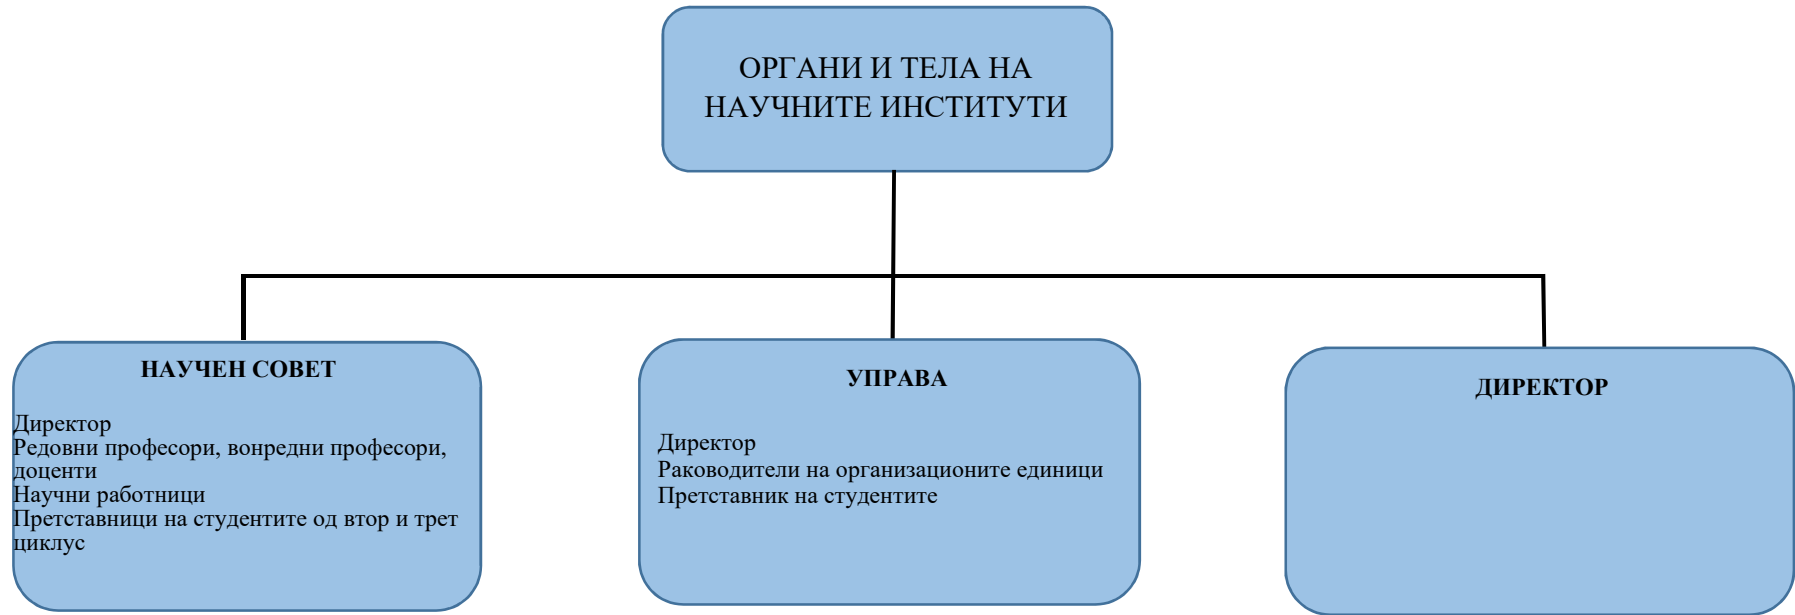 ОРГАНИ И ТЕЛА НА
НАУЧНИТЕ ИНСТИТУТИ
НАУЧЕН СОВЕТ
Директор
Редовни професори, вонредни професори,
доценти
Научни работници
Претставници на студентите од втор и трет
циклус
УПРАВА
Директор
Раководители на организационите единици
Претставник на студентите
ДИРЕКТОР